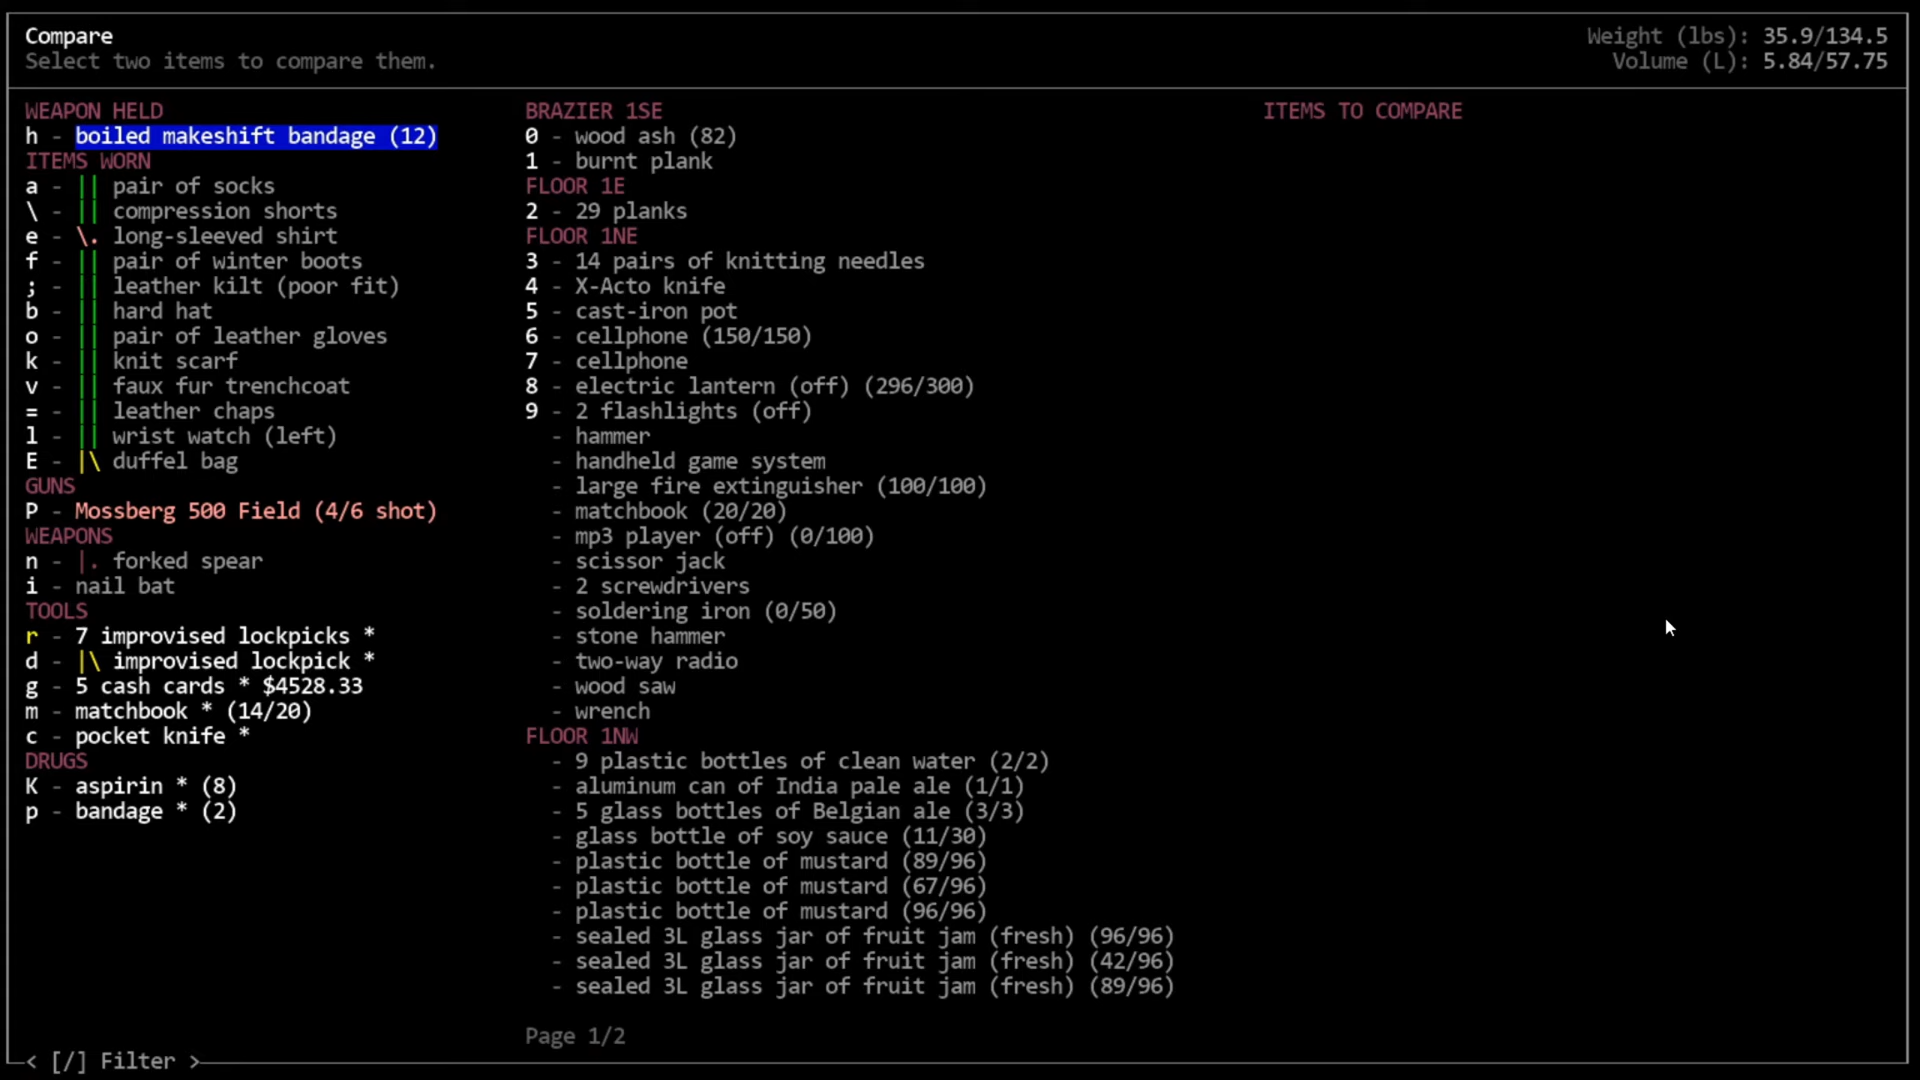 Compare
Select two items to compare them.
Weight (lbs): 35.9/134.5
Volume (L): 5.84/57.75
WEAPON HELD
h - boiled makeshift bandage (12)
ITEMS WORN
a - || pair of socks
\ - || compression shorts
e - \. long-sleeved shirt
f - || pair of winter boots
; - || leather kilt (poor fit)
b - || hard hat
o - || pair of leather gloves
k - || knit scarf
v - || faux fur trenchcoat
= - || leather chaps
l - || wrist watch (left)
E - |\ duffel bag
GUNS
P - Mossberg 500 Field (4/6 shot)
WEAPONS
n - |. forked spear
i - nail bat
TOOLS
r - 7 improvised lockpicks *
d - |\ improvised lockpick *
g - 5 cash cards * $4528.33
m - matchbook * (14/20)
c - pocket knife *
DRUGS
K - aspirin * (8)
p - bandage * (2)
BRAZIER 1SE
0 - wood ash (82)
1 - burnt plank
FLOOR 1E
2 - 29 planks
FLOOR 1NE
3 - 14 pairs of knitting needles
4 - X-Acto knife
5 - cast-iron pot
6 - cellphone (150/150)
7 - cellphone
8 - electric lantern (off) (296/300)
9 - 2 flashlights (off)
- hammer
- handheld game system
- large fire extinguisher (100/100)
- matchbook (20/20)
- mp3 player (off) (0/100)
- scissor jack
- 2 screwdrivers
- soldering iron (0/50)
- stone hammer
- two-way radio
- wood saw
- wrench
FLOOR 1NW
- 9 plastic bottles of clean water (2/2)
- aluminum can of India pale ale (1/1)
- 5 glass bottles of Belgian ale (3/3)
- glass bottle of soy sauce (11/30)
- plastic bottle of mustard (89/96)
- plastic bottle of mustard (67/96)
- plastic bottle of mustard (96/96)
- sealed 3L glass jar of fruit jam (fresh) (96/96)
- sealed 3L glass jar of fruit jam (fresh) (42/96)
- sealed 3L glass jar of fruit jam (fresh) (89/96)
Page 1/2
ITEMS TO COMPARE
< [/] Filter >